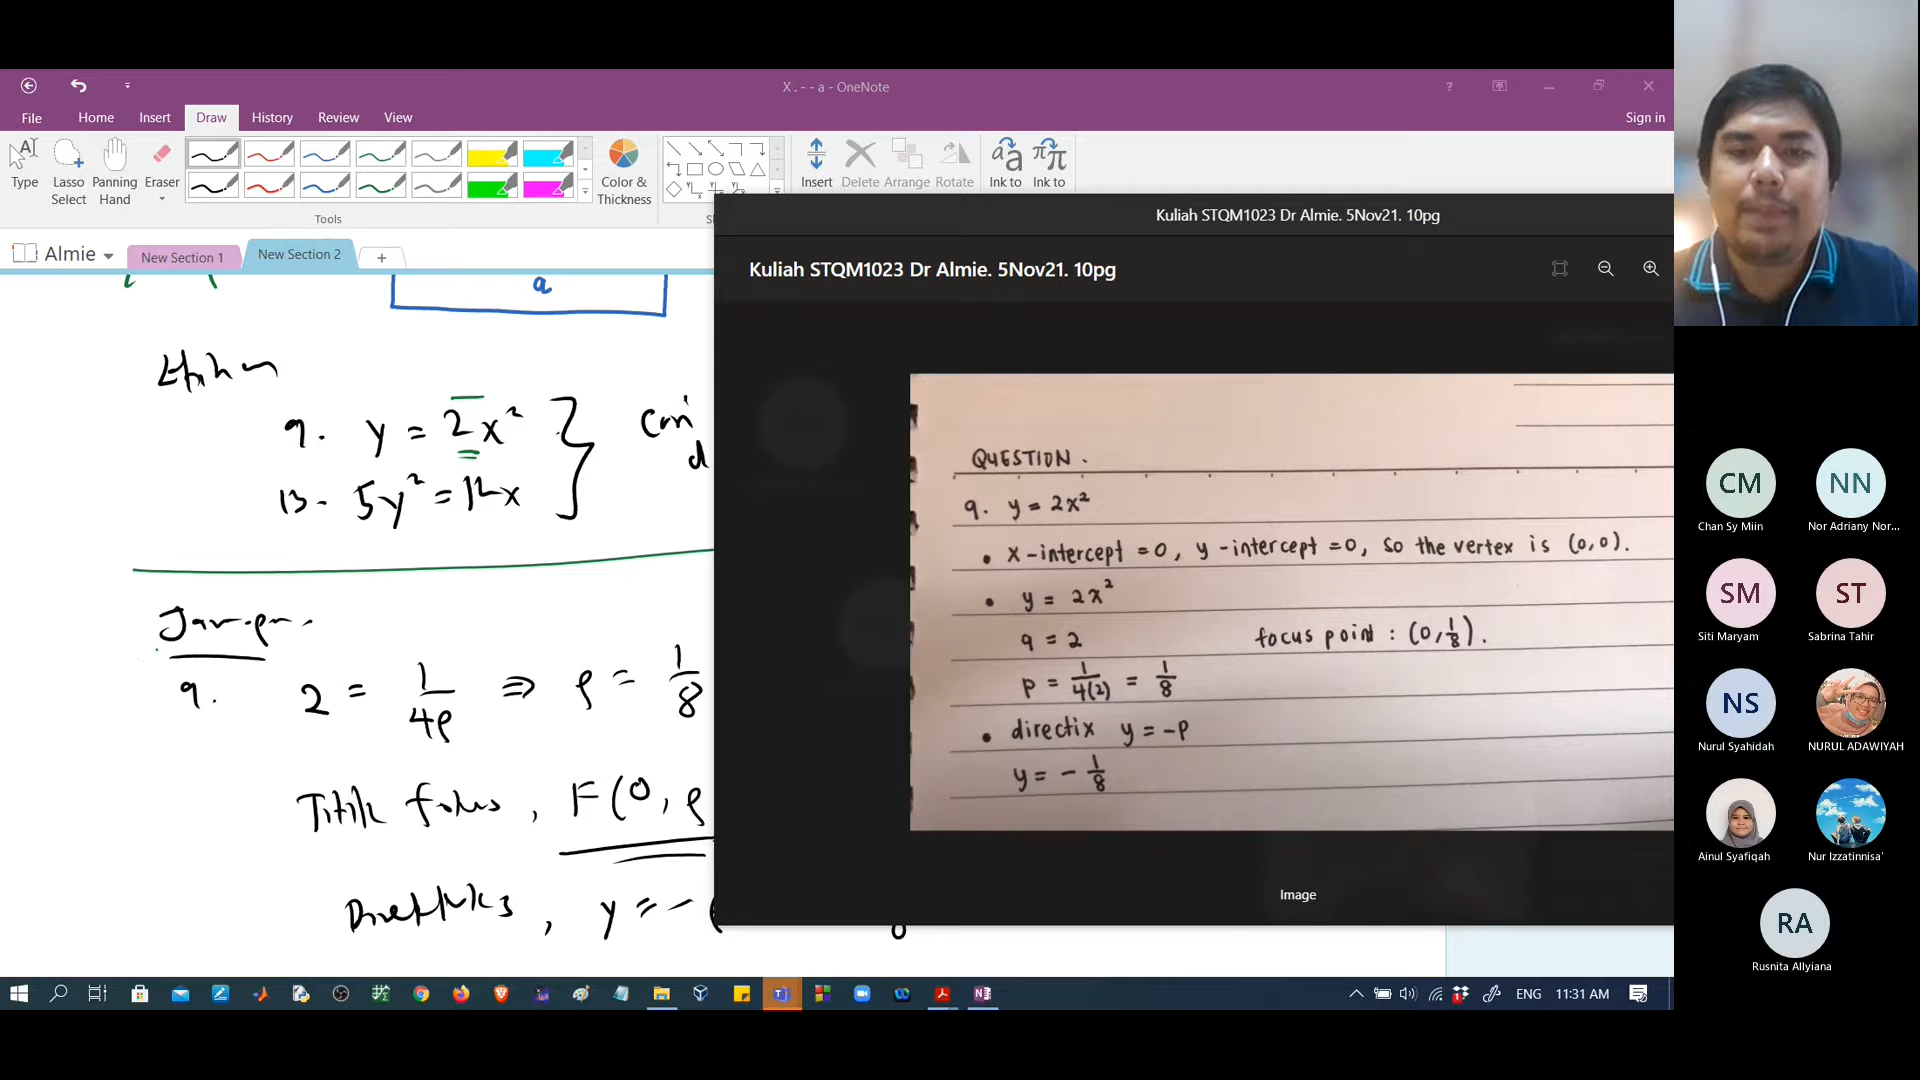 X . - - a - OneNote
?
File
Home
Insert
Draw
History
Review
View
Sign in
Type
Lasso Select
Panning Hand
Eraser
Color & Thickness
Insert
Delete
Arrange
Rotate
Ink to
Ink to
Tools
Almie
New Section 1
New Section 2
+
a
9. y = 2x²
13- 5y² = 12x
9. 2 = 1/4p ⇒ p = 1/8
Titik fokus, F(0, p
y = - (
Kuliah STQM1023 Dr Almie. 5Nov21. 10pg
Kuliah STQM1023 Dr Almie. 5Nov21. 10pg
QUESTION.
9. y = 2x²
• x-intercept = 0, y-intercept = 0, so the vertex is (0,0).
• y = 2x²
q = 2 focus point : (0, 1/8).
p = 1/4(2) = 1/8
• directix y = -p
y = - 1/8
Image
CM
Chan Sy Miin
NN
Nor Adriany Nor...
SM
Siti Maryam
ST
Sabrina Tahir
NS
Nurul Syahidah
NURUL ADAWIYAH
Ainul Syafiqah
Nur Izzatinnisa'
RA
Rusnita Allyiana
ENG
11:31 AM